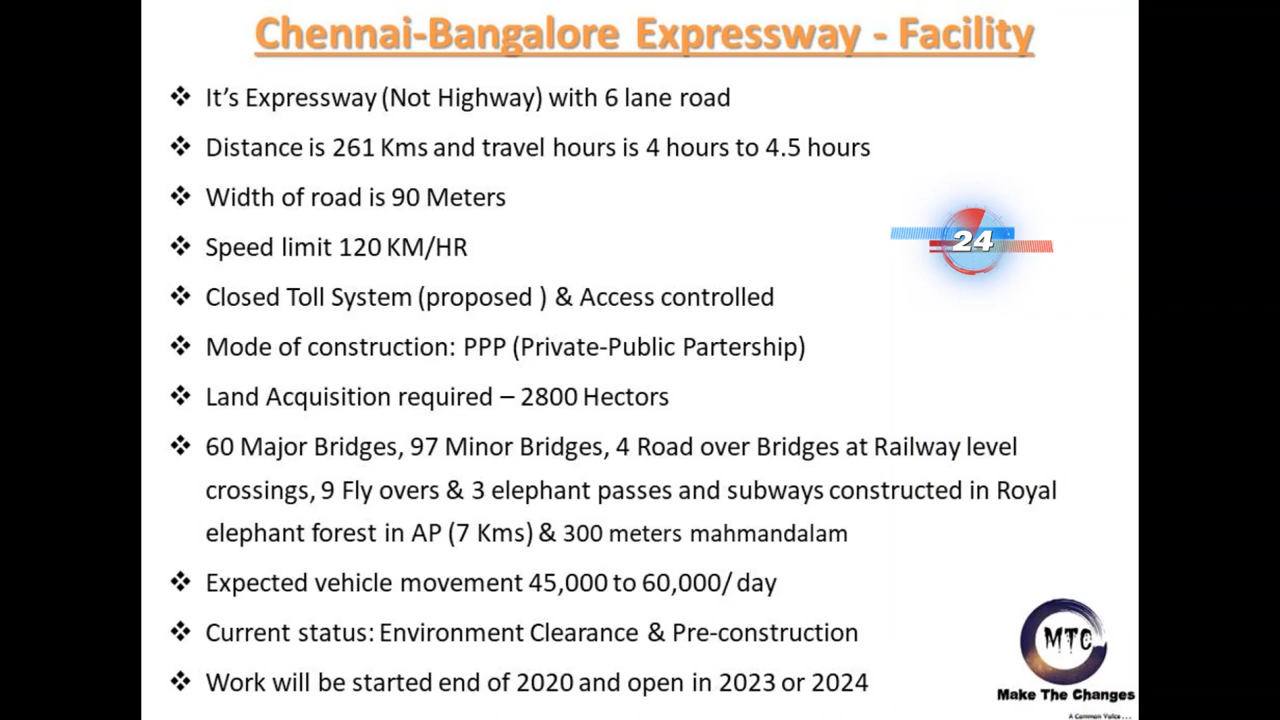 Chennai-Bangalore Expressway - Facility
❖ It's Expressway (Not Highway) with 6 lane road
❖ Distance is 261 Kms and travel hours is 4 hours to 4.5 hours
❖ Width of road is 90 Meters
24
❖ Speed limit 120 KM/HR
❖ Closed Toll System (proposed ) & Access controlled
❖ Mode of construction: PPP (Private-Public Partership)
❖ Land Acquisition required – 2800 Hectors
❖ 60 Major Bridges, 97 Minor Bridges, 4 Road over Bridges at Railway level
crossings, 9 Fly overs & 3 elephant passes and subways constructed in Royal
elephant forest in AP (7 Kms) & 300 meters mahmandalam
❖ Expected vehicle movement 45,000 to 60,000/ day
❖ Current status: Environment Clearance & Pre-construction
❖ Work will be started end of 2020 and open in 2023 or 2024
MTC
Make The Changes
A Common Voice ...